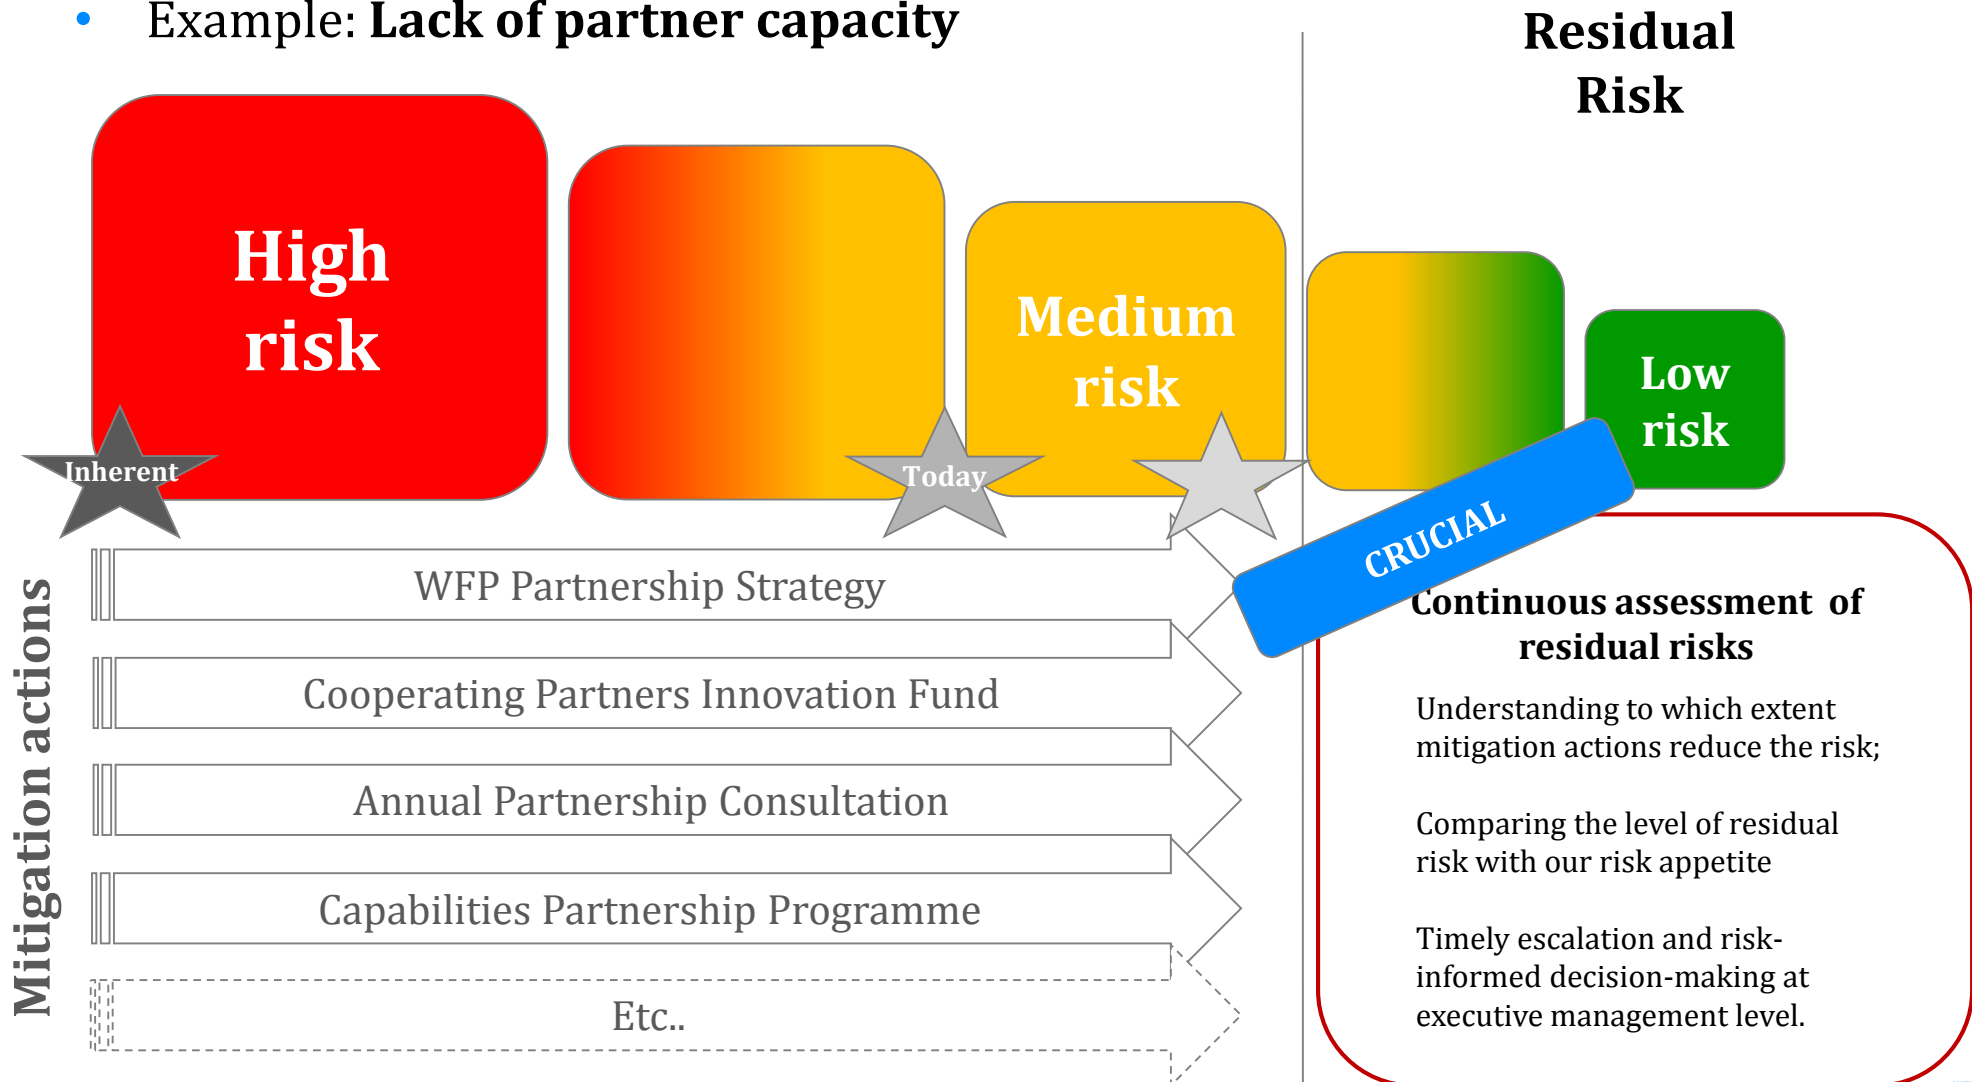 • Example: Lack of partner capacity
Residual
Risk
High
risk
Medium
risk
Low
risk
Inherent
Today
CRUCIAL
Mitigation actions
WFP Partnership Strategy
Cooperating Partners Innovation Fund
Annual Partnership Consultation
Capabilities Partnership Programme
Etc..
Continuous assessment of
residual risks
Understanding to which extent
mitigation actions reduce the risk;
Comparing the level of residual
risk with our risk appetite
Timely escalation and risk-
informed decision-making at
executive management level.